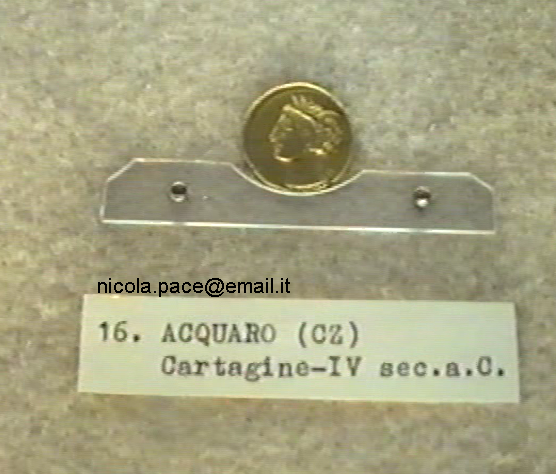 nicola.pace@email.it
16. ACQUARO (CZ)
Cartagine-IV sec.a.C.